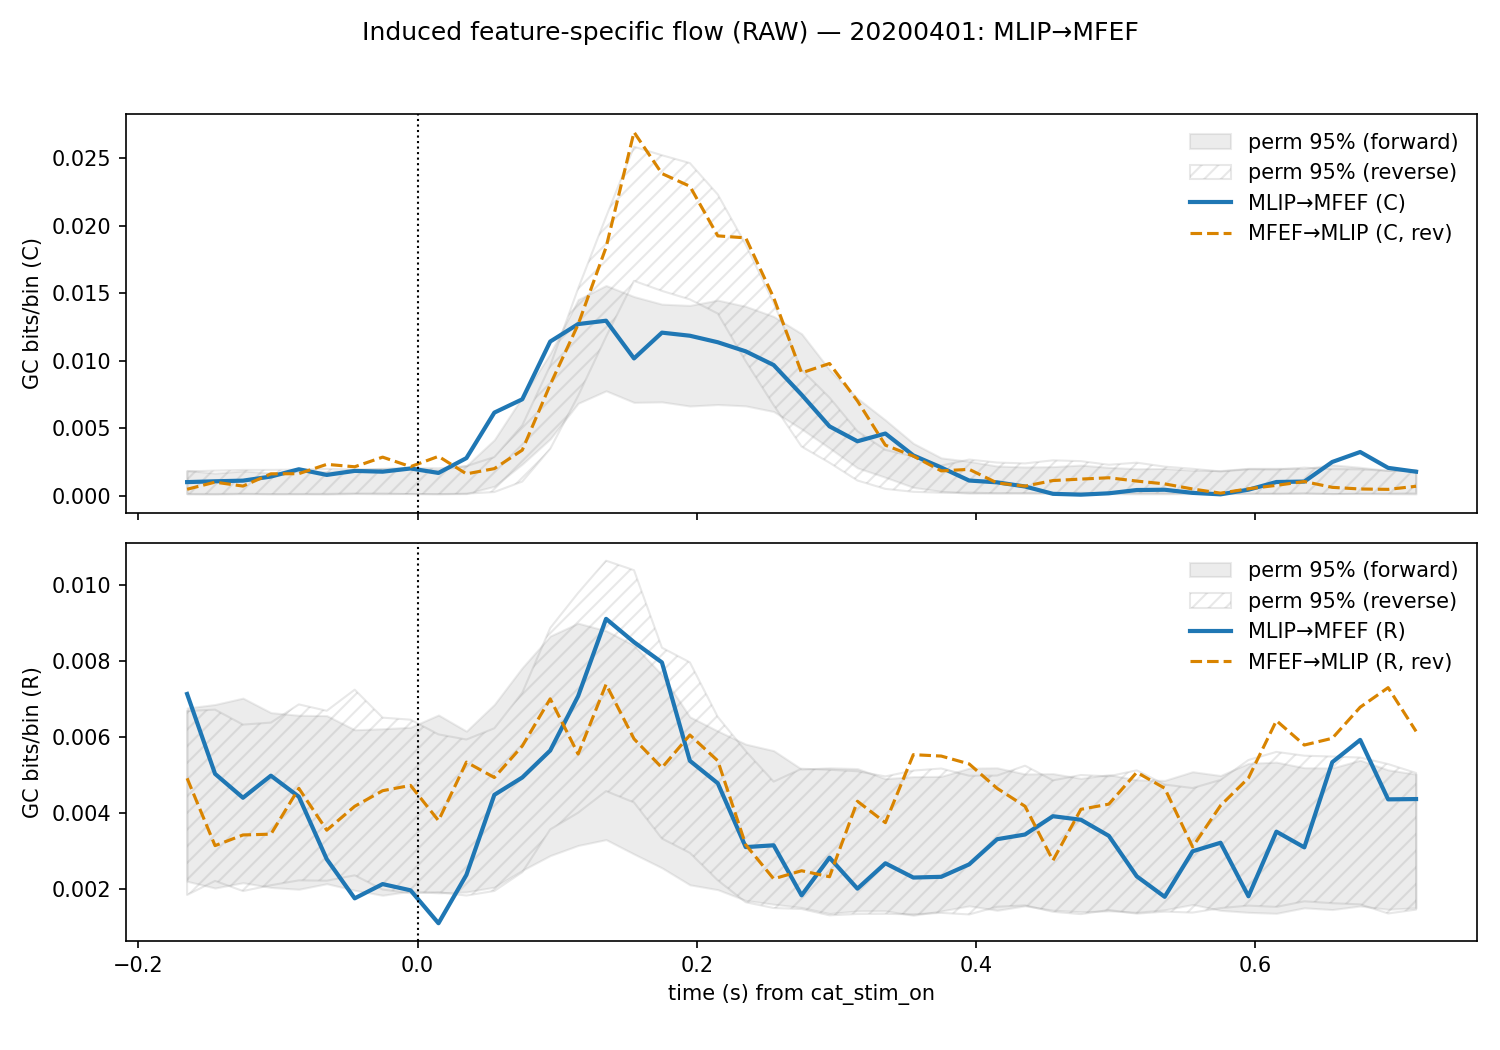 Induced feature-specific flow (RAW) — 20200401: MLIP→MFEF
GC bits/bin (C)
0.025
0.020
0.015
0.010
0.005
0.000
perm 95% (forward)
perm 95% (reverse)
MLIP→MFEF (C)
MFEF→MLIP (C, rev)
GC bits/bin (R)
0.010
0.008
0.006
0.004
0.002
perm 95% (forward)
perm 95% (reverse)
MLIP→MFEF (R)
MFEF→MLIP (R, rev)
−0.2 0.0 0.2 0.4 0.6
time (s) from cat_stim_on